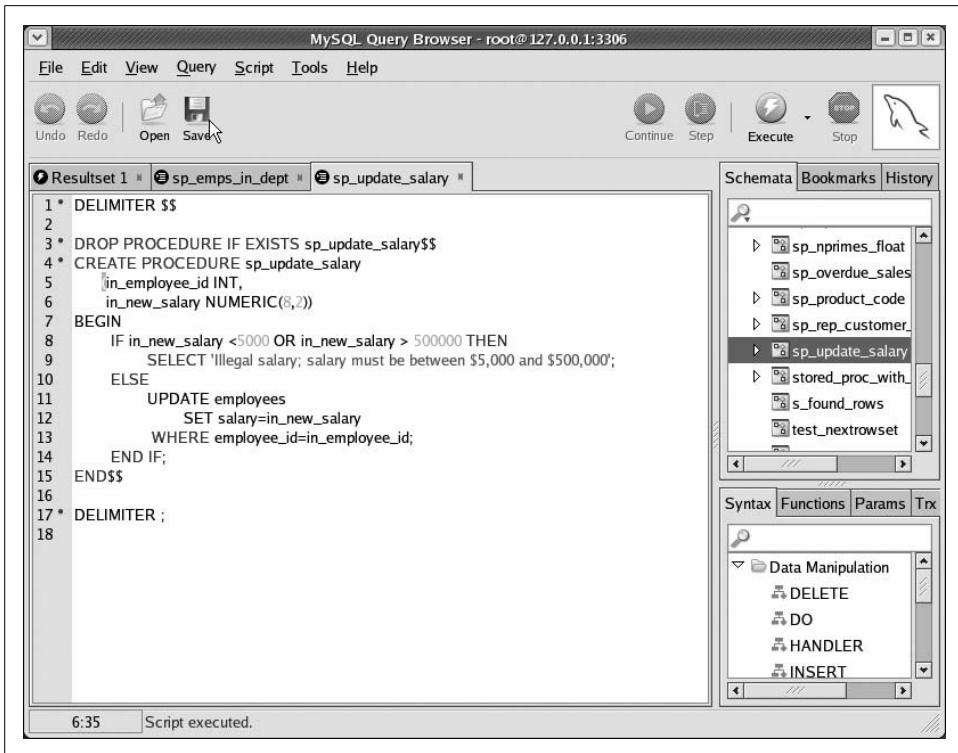 MySQL Query Browser - root@127.0.0.1:3306
File Edit View Query Script Tools Help
Undo Redo Open Save Continue Step Execute Stop
STOP
Resultset 1 sp_emps_in_dept sp_update_salary
1 * DELIMITER $$
2
3 * DROP PROCEDURE IF EXISTS sp_update_salary$$
4 * CREATE PROCEDURE sp_update_salary
5 (in_employee_id INT,
6 in_new_salary NUMERIC(8,2))
7 BEGIN
8 IF in_new_salary <5000 OR in_new_salary > 500000 THEN
9 SELECT 'Illegal salary; salary must be between $5,000 and $500,000';
10 ELSE
11 UPDATE employees
12 SET salary=in_new_salary
13 WHERE employee_id=in_employee_id;
14 END IF;
15 END$$
16
17 * DELIMITER ;
18
Schemata Bookmarks History
sp_nprimes_float
sp_overdue_sales
sp_product_code
sp_rep_customer_
sp_update_salary
stored_proc_with_
s_found_rows
test_nextrowset
Syntax Functions Params Trx
Data Manipulation
DELETE
DO
HANDLER
INSERT
6:35 Script executed.